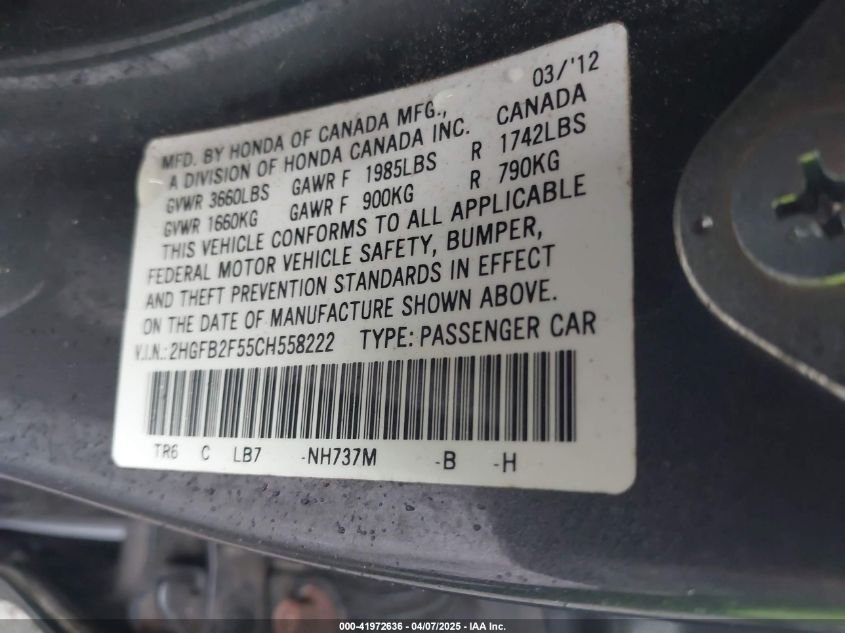 03/'12
MFD. BY HONDA OF CANADA MFG.,
A DIVISION OF HONDA CANADA INC. CANADA
GVWR 3660LBS GAWR F 1985LBS R 1742LBS
GVWR 1660KG GAWR F 900KG R 790KG
THIS VEHICLE CONFORMS TO ALL APPLICABLE
FEDERAL MOTOR VEHICLE SAFETY, BUMPER,
AND THEFT PREVENTION STANDARDS IN EFFECT
ON THE DATE OF MANUFACTURE SHOWN ABOVE.
V.I.N.: 2HGFB2F55CH558222 TYPE: PASSENGER CAR
TR6 C LB7 -NH737M -B -H
000-41972636 - 04/07/2025 - IAA Inc.